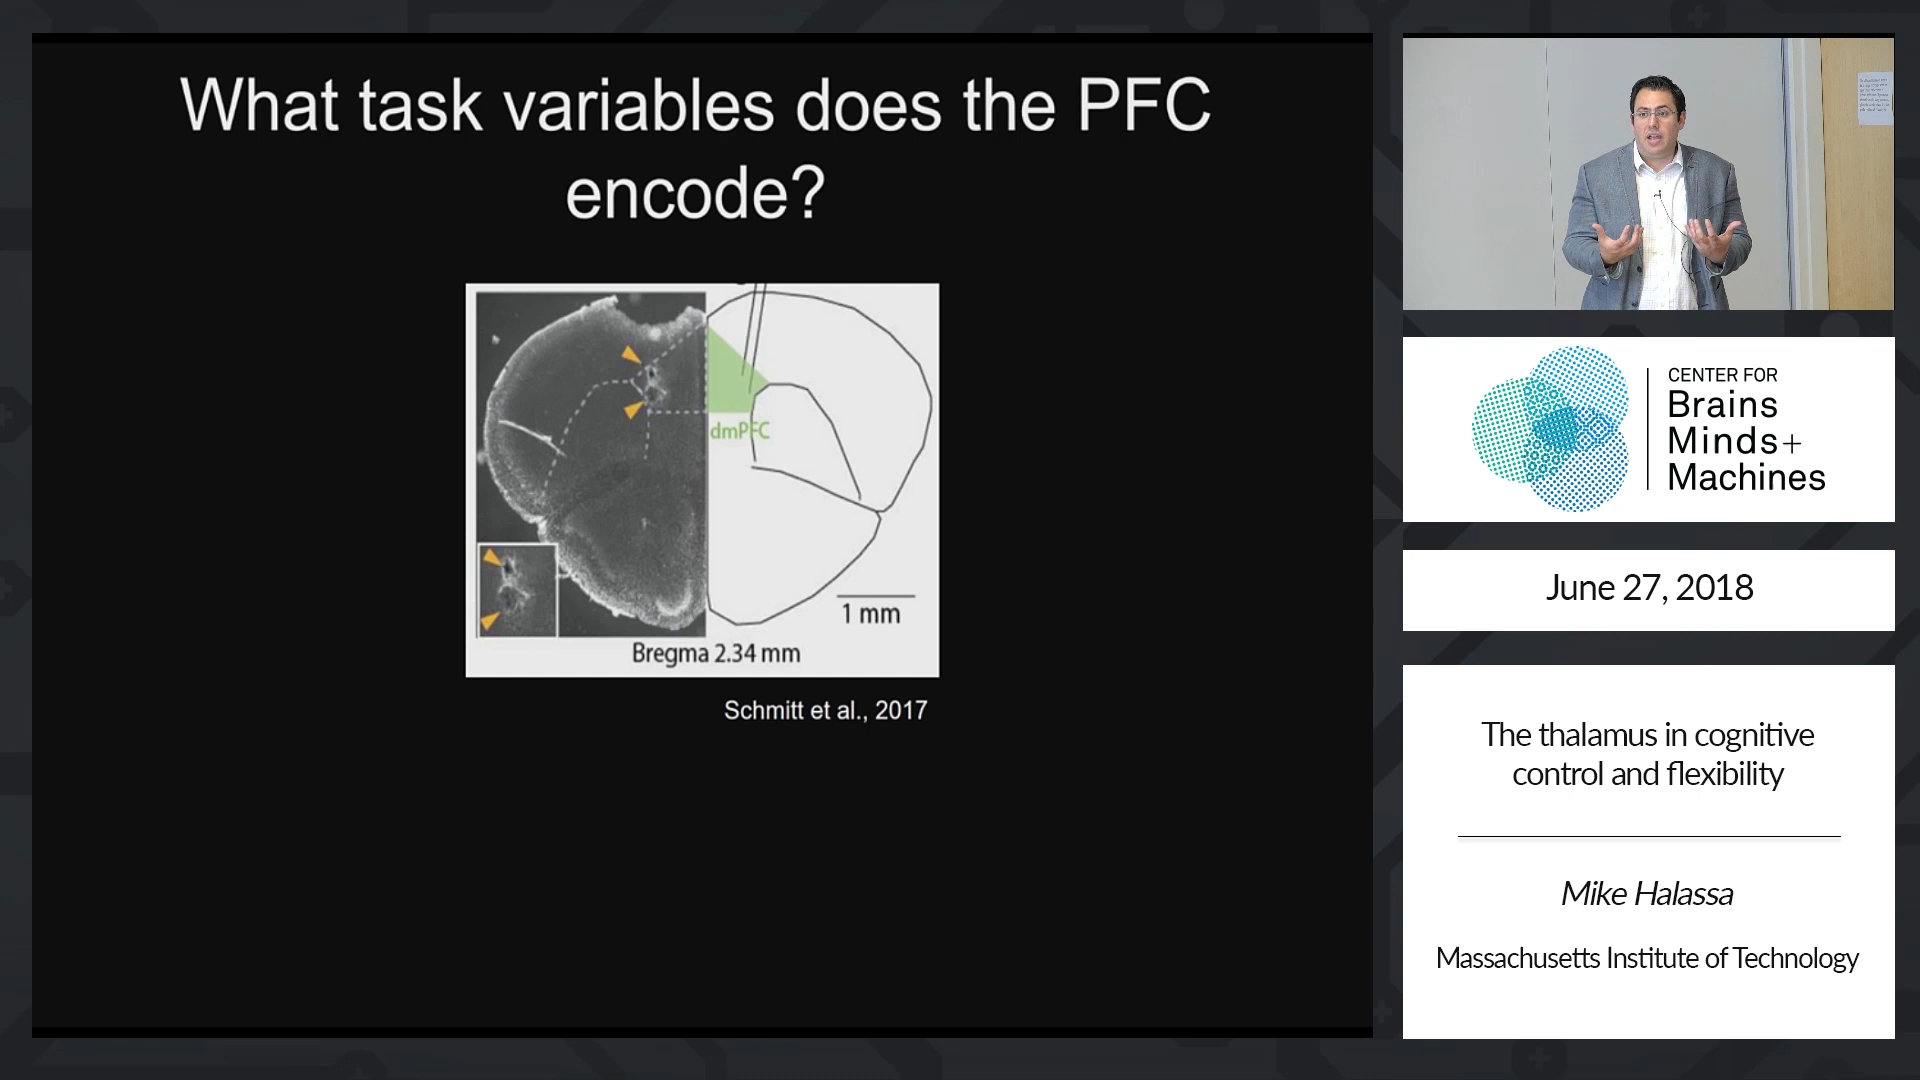 What task variables does the PFC
encode?
dmPFC
1 mm
Bregma 2.34 mm
Schmitt et al., 2017
CENTER FOR
Brains
Minds+
Machines
June 27, 2018
The thalamus in cognitive
control and flexibility
Mike Halassa
Massachusetts Institute of Technology